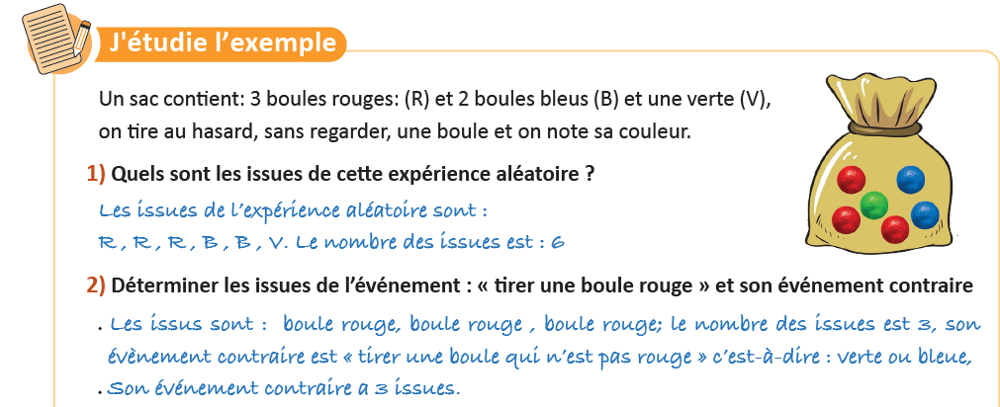 J'étudie l'exemple
Un sac contient: 3 boules rouges: (R) et 2 boules bleus (B) et une verte (V),
on tire au hasard, sans regarder, une boule et on note sa couleur.
1) Quels sont les issues de cette expérience aléatoire ?
Les issues de l'expérience aléatoire sont :
R , R , R , B , B , V. Le nombre des issues est : 6
2) Déterminer les issues de l'événement : « tirer une boule rouge » et son événement contraire
. Les issus sont : boule rouge, boule rouge , boule rouge; le nombre des issues est 3, son
évènement contraire est « tirer une boule qui n'est pas rouge » c'est-à-dire : verte ou bleue,
. Son événement contraire a 3 issues.